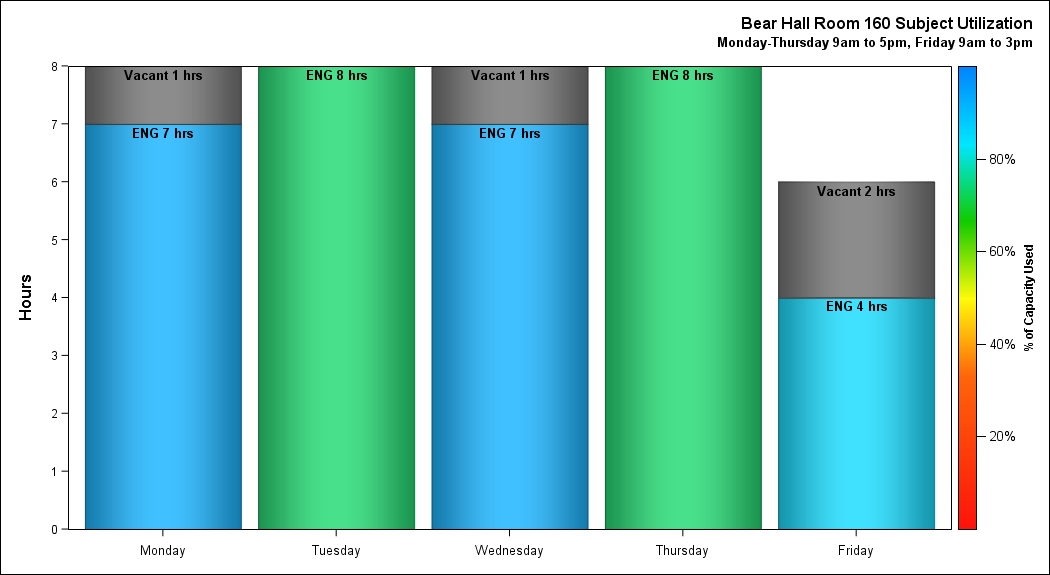 Bear Hall Room 160 Subject Utilization
Monday-Thursday 9am to 5pm, Friday 9am to 3pm
8
7
6
5
4
3
2
1
0
Hours
Vacant 1 hrs
ENG 7 hrs
ENG 8 hrs
Vacant 1 hrs
ENG 7 hrs
ENG 8 hrs
Vacant 2 hrs
ENG 4 hrs
Monday
Tuesday
Wednesday
Thursday
Friday
80%
60%
40%
20%
% of Capacity Used